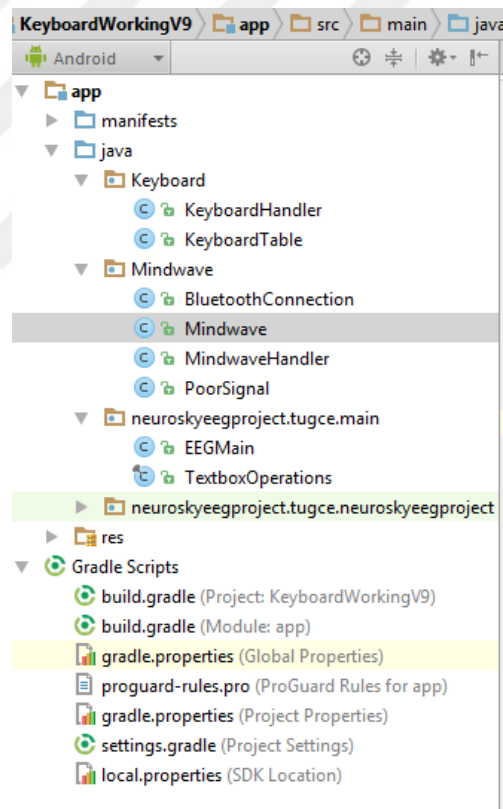 KeyboardWorkingV9 app src main java
Android
app
manifests
java
Keyboard
KeyboardHandler
KeyboardTable
Mindwave
BluetoothConnection
Mindwave
MindwaveHandler
PoorSignal
neuroskyeegproject.tugce.main
EEGMain
TextboxOperations
neuroskyeegproject.tugce.neuroskyeegproject
res
Gradle Scripts
build.gradle (Project: KeyboardWorkingV9)
build.gradle (Module: app)
gradle.properties (Global Properties)
proguard-rules.pro (ProGuard Rules for app)
gradle.properties (Project Properties)
settings.gradle (Project Settings)
local.properties (SDK Location)